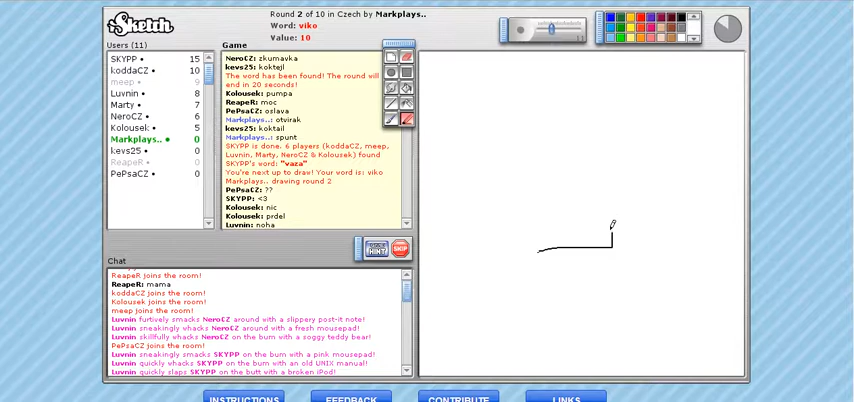 iSketch
Round 2 of 10 in Czech by Markplays..
Word: viko
Value: 10
Users (11)
SKYPP • 15
koddaCZ • 10
meep • 9
Luvnin • 8
Marty • 7
NeroCZ • 6
Kolousek • 5
Markplays.. • 0
kevs25 • 0
ReapeR • 0
PePsaCZ • 0
Game
NeroCZ: zkumavka
kevs25: koktejl
The word has been found! The round will
end in 20 seconds!
Kolousek: pumpa
ReapeR: moc
PePsaCZ: oslava
Markplays..: otvirak
kevs25: koktail
Markplays..: spunt
SKYPP is done. 6 players (koddaCZ, meep,
Luvnin, Marty, NeroCZ & Kolousek) found
SKYPP's word: "vaza"
You're next up to draw! Your word is: viko
Markplays.. drawing round 2
PePsaCZ: ??
SKYPP: <3
Kolousek: nic
Kolousek: prdel
Luvnin: noha
HINT
SKIP
Chat
ReapeR joins the room!
ReapeR: mama
koddaCZ joins the room!
Kolousek joins the room!
meep joins the room!
Luvnin furtively smacks NeroCZ around with a slippery post-it note!
Luvnin sneakingly whacks NeroCZ around with a fresh mousepad!
Luvnin skillfully whacks NeroCZ on the bum with a soggy teddy bear!
PePsaCZ joins the room!
Luvnin sneakingly smacks SKYPP on the bum with a pink mousepad!
Luvnin quickly whacks SKYPP on the bum with an old UNIX manual!
Luvnin quickly slaps SKYPP on the butt with a broken iPod!
INSTRUCTIONS
FEEDBACK
CONTRIBUTE
LINKS